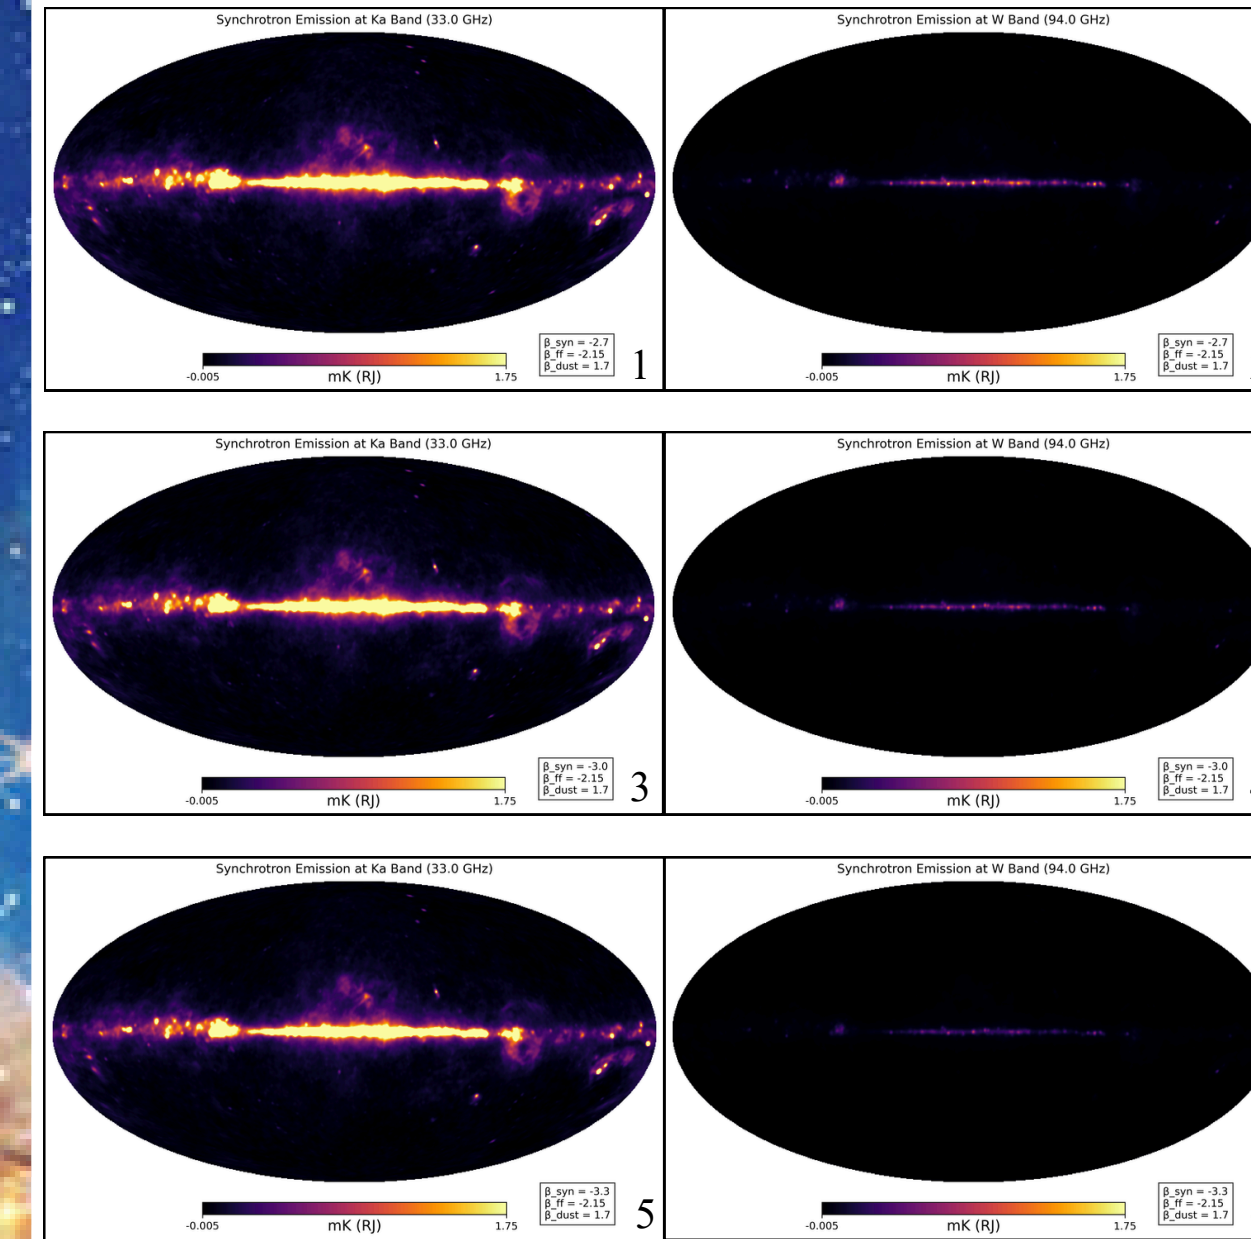 Synchrotron Emission at Ka Band (33.0 GHz)
-0.005
mK (RJ)
1.75
β_syn = -2.7
β_ff = -2.15
β_dust = 1.7
1
Synchrotron Emission at W Band (94.0 GHz)
-0.005
mK (RJ)
1.75
β_syn = -2.7
β_ff = -2.15
β_dust = 1.7
Synchrotron Emission at Ka Band (33.0 GHz)
-0.005
mK (RJ)
1.75
β_syn = -3.0
β_ff = -2.15
β_dust = 1.7
3
Synchrotron Emission at W Band (94.0 GHz)
-0.005
mK (RJ)
1.75
β_syn = -3.0
β_ff = -2.15
β_dust = 1.7
Synchrotron Emission at Ka Band (33.0 GHz)
-0.005
mK (RJ)
1.75
β_syn = -3.3
β_ff = -2.15
β_dust = 1.7
5
Synchrotron Emission at W Band (94.0 GHz)
-0.005
mK (RJ)
1.75
β_syn = -3.3
β_ff = -2.15
β_dust = 1.7